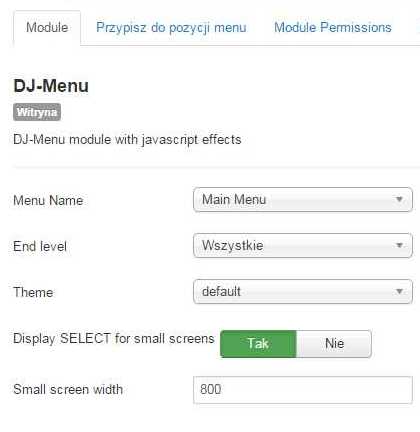 Module Przypisz do pozycji menu Module Permissions
DJ-Menu
Witryna
DJ-Menu module with javascript effects
Menu Name Main Menu
End level Wszystkie
Theme default
Display SELECT for small screens Tak Nie
Small screen width 800